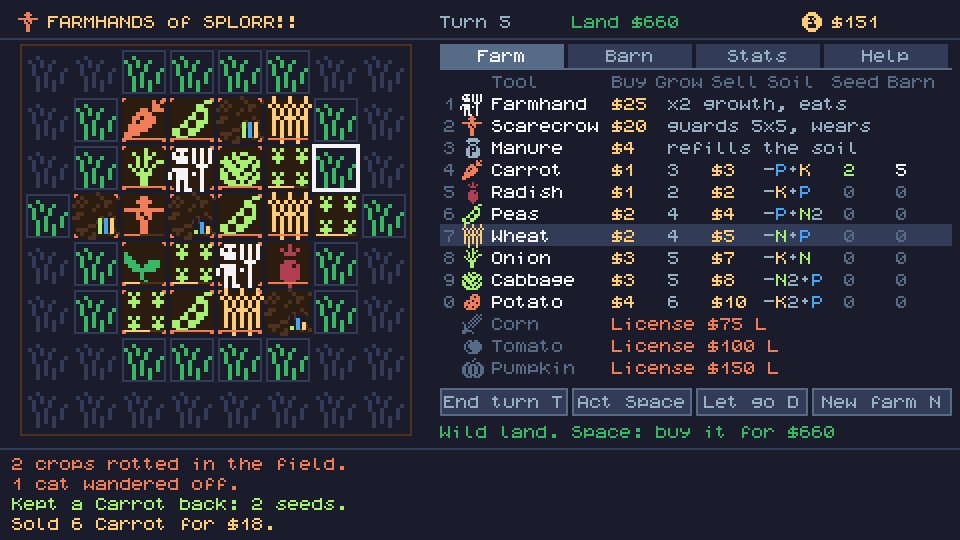 FARMHANDS of SPLORR!!
Turn 5
Land $660
$151
Farm
Barn
Stats
Help
Tool Buy Grow Sell Soil Seed Barn
1 Farmhand $25 x2 growth, eats
2 Scarecrow $20 guards 5x5, wears
3 Manure $4 refills the soil
4 Carrot $1 3 $3 -P+K 2 5
5 Radish $1 2 $2 -K+P 0 0
6 Peas $2 4 $4 -P+N2 0 0
7 Wheat $2 4 $5 -N+P 0 0
8 Onion $3 5 $7 -K+N 0 0
9 Cabbage $3 5 $8 -N2+P 0 0
0 Potato $4 6 $10 -K2+P 0 0
Corn License $75 L
Tomato License $100 L
Pumpkin License $150 L
End turn T
Act Space
Let go D
New farm N
Wild land. Space: buy it for $660
2 crops rotted in the field.
1 cat wandered off.
Kept a Carrot back: 2 seeds.
Sold 6 Carrot for $18.